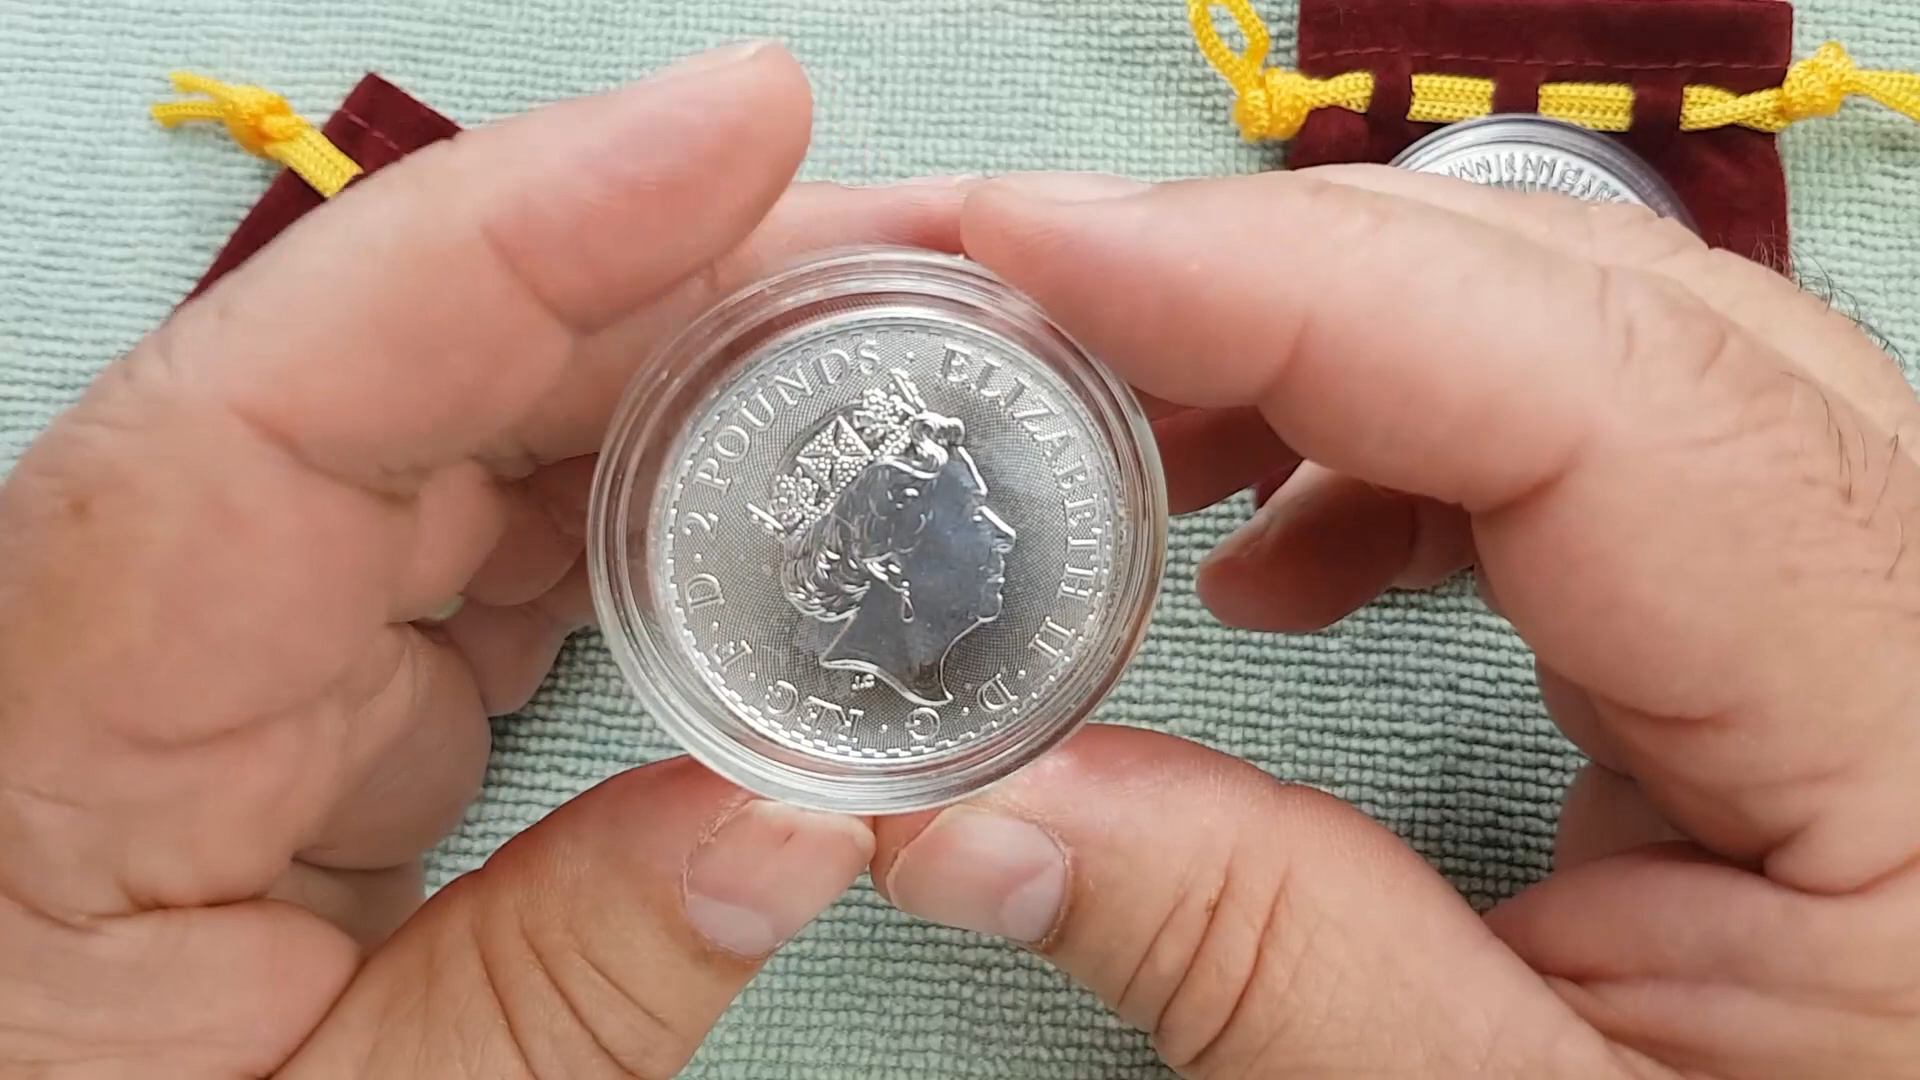 ELIZABETH II · D · G · REG · F · D · 2 POUNDS ·